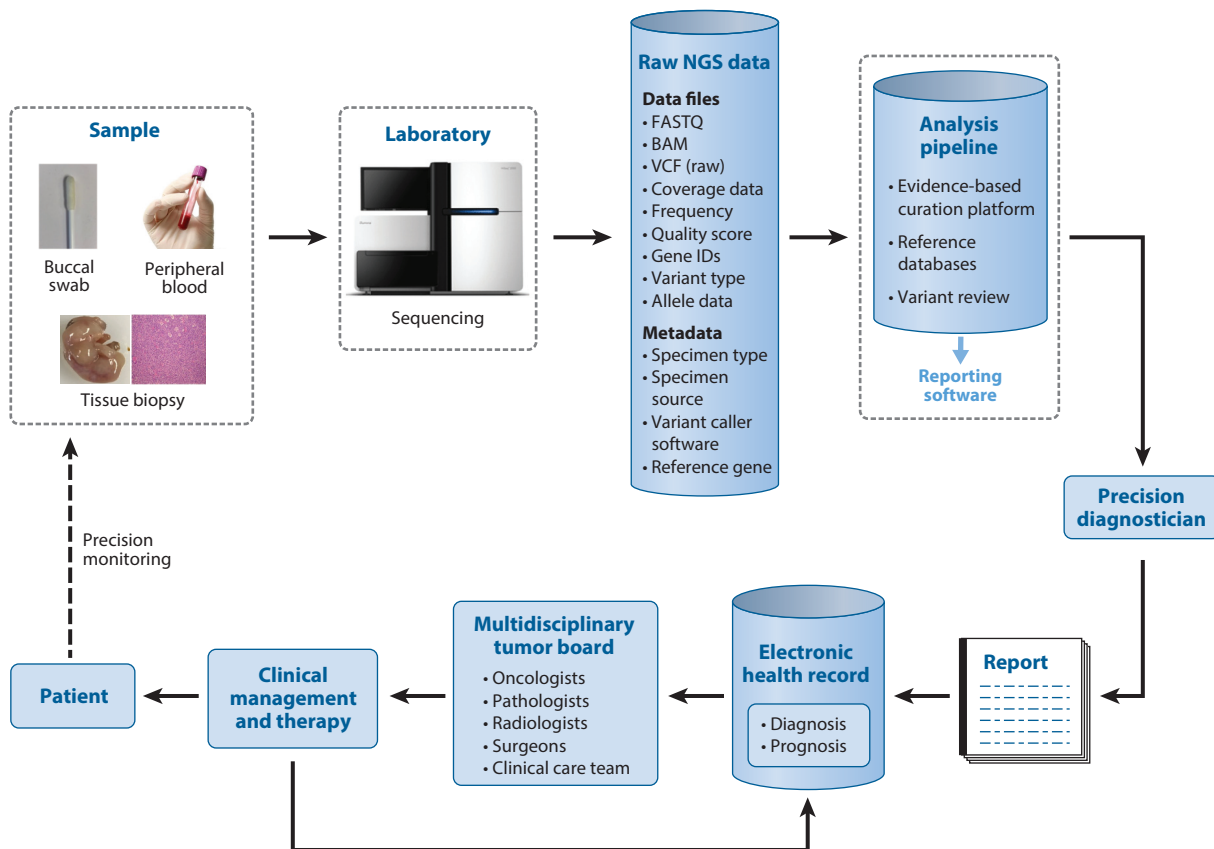 Sample
Buccal
swab
Peripheral
blood
Tissue biopsy
Laboratory
Sequencing
Raw NGS data
Data files
• FASTQ
• BAM
• VCF (raw)
• Coverage data
• Frequency
• Quality score
• Gene IDs
• Variant type
• Allele data
Metadata
• Specimen type
• Specimen
source
• Variant caller
software
• Reference gene
Analysis
pipeline
• Evidence-based
curation platform
• Reference
databases
• Variant review
Reporting
software
Precision
diagnostician
Report
Electronic
health record
• Diagnosis
• Prognosis
Multidisciplinary
tumor board
• Oncologists
• Pathologists
• Radiologists
• Surgeons
• Clinical care team
Clinical
management
and therapy
Patient
Precision
monitoring